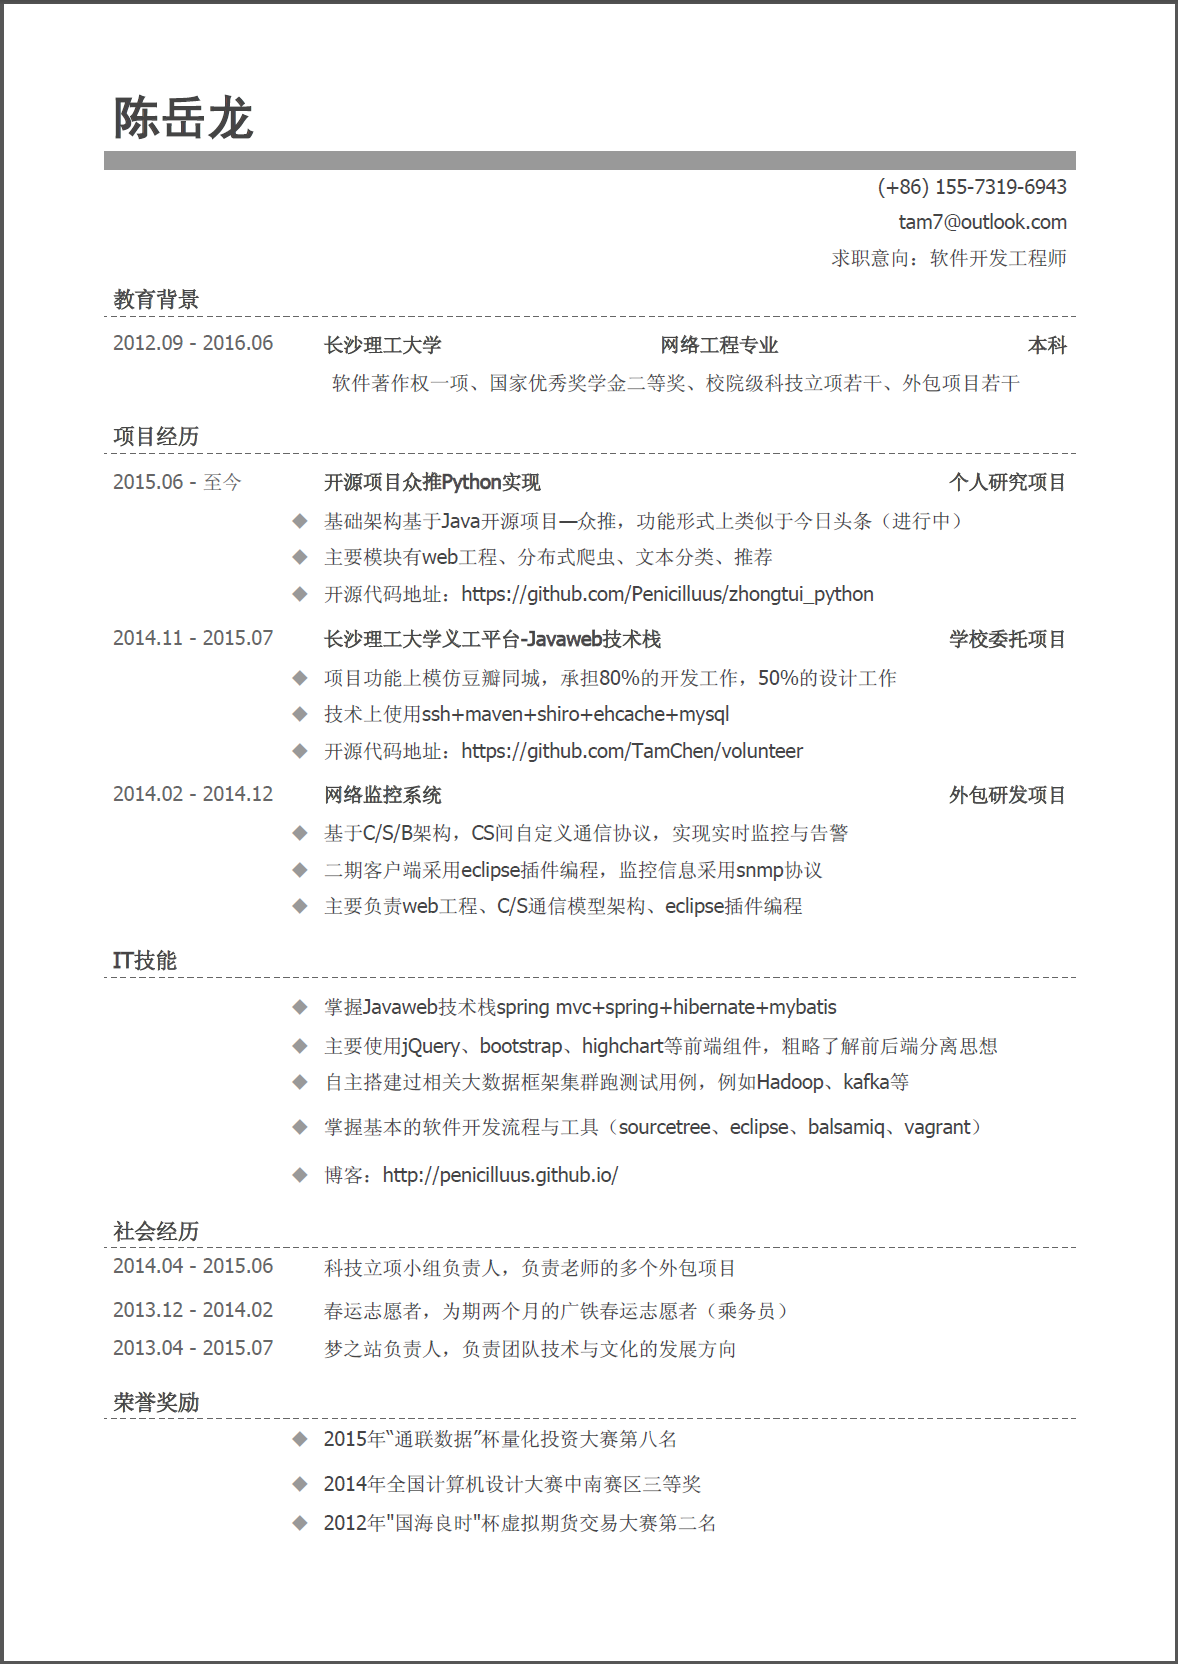 陈岳龙
(+86) 155-7319-6943
tam7@outlook.com
求职意向：软件开发工程师
教育背景
2012.09 - 2016.06 长沙理工大学 网络工程专业 本科
软件著作权一项、国家优秀奖学金二等奖、校院级科技立项若干、外包项目若干
项目经历
2015.06 - 至今 开源项目众推Python实现 个人研究项目
◆ 基础架构基于Java开源项目—众推，功能形式上类似于今日头条（进行中）
◆ 主要模块有web工程、分布式爬虫、文本分类、推荐
◆ 开源代码地址：https://github.com/Penicilluus/zhongtui_python
2014.11 - 2015.07 长沙理工大学义工平台-Javaweb技术栈 学校委托项目
◆ 项目功能上模仿豆瓣同城，承担80%的开发工作，50%的设计工作
◆ 技术上使用ssh+maven+shiro+ehcache+mysql
◆ 开源代码地址：https://github.com/TamChen/volunteer
2014.02 - 2014.12 网络监控系统 外包研发项目
◆ 基于C/S/B架构，CS间自定义通信协议，实现实时监控与告警
◆ 二期客户端采用eclipse插件编程，监控信息采用snmp协议
◆ 主要负责web工程、C/S通信模型架构、eclipse插件编程
IT技能
◆ 掌握Javaweb技术栈spring mvc+spring+hibernate+mybatis
◆ 主要使用jQuery、bootstrap、highchart等前端组件，粗略了解前后端分离思想
◆ 自主搭建过相关大数据框架集群跑测试用例，例如Hadoop、kafka等
◆ 掌握基本的软件开发流程与工具（sourcetree、eclipse、balsamiq、vagrant）
◆ 博客：http://penicilluus.github.io/
社会经历
2014.04 - 2015.06 科技立项小组负责人，负责老师的多个外包项目
2013.12 - 2014.02 春运志愿者，为期两个月的广铁春运志愿者（乘务员）
2013.04 - 2015.07 梦之站负责人，负责团队技术与文化的发展方向
荣誉奖励
◆ 2015年“通联数据”杯量化投资大赛第八名
◆ 2014年全国计算机设计大赛中南赛区三等奖
◆ 2012年"国海良时"杯虚拟期货交易大赛第二名